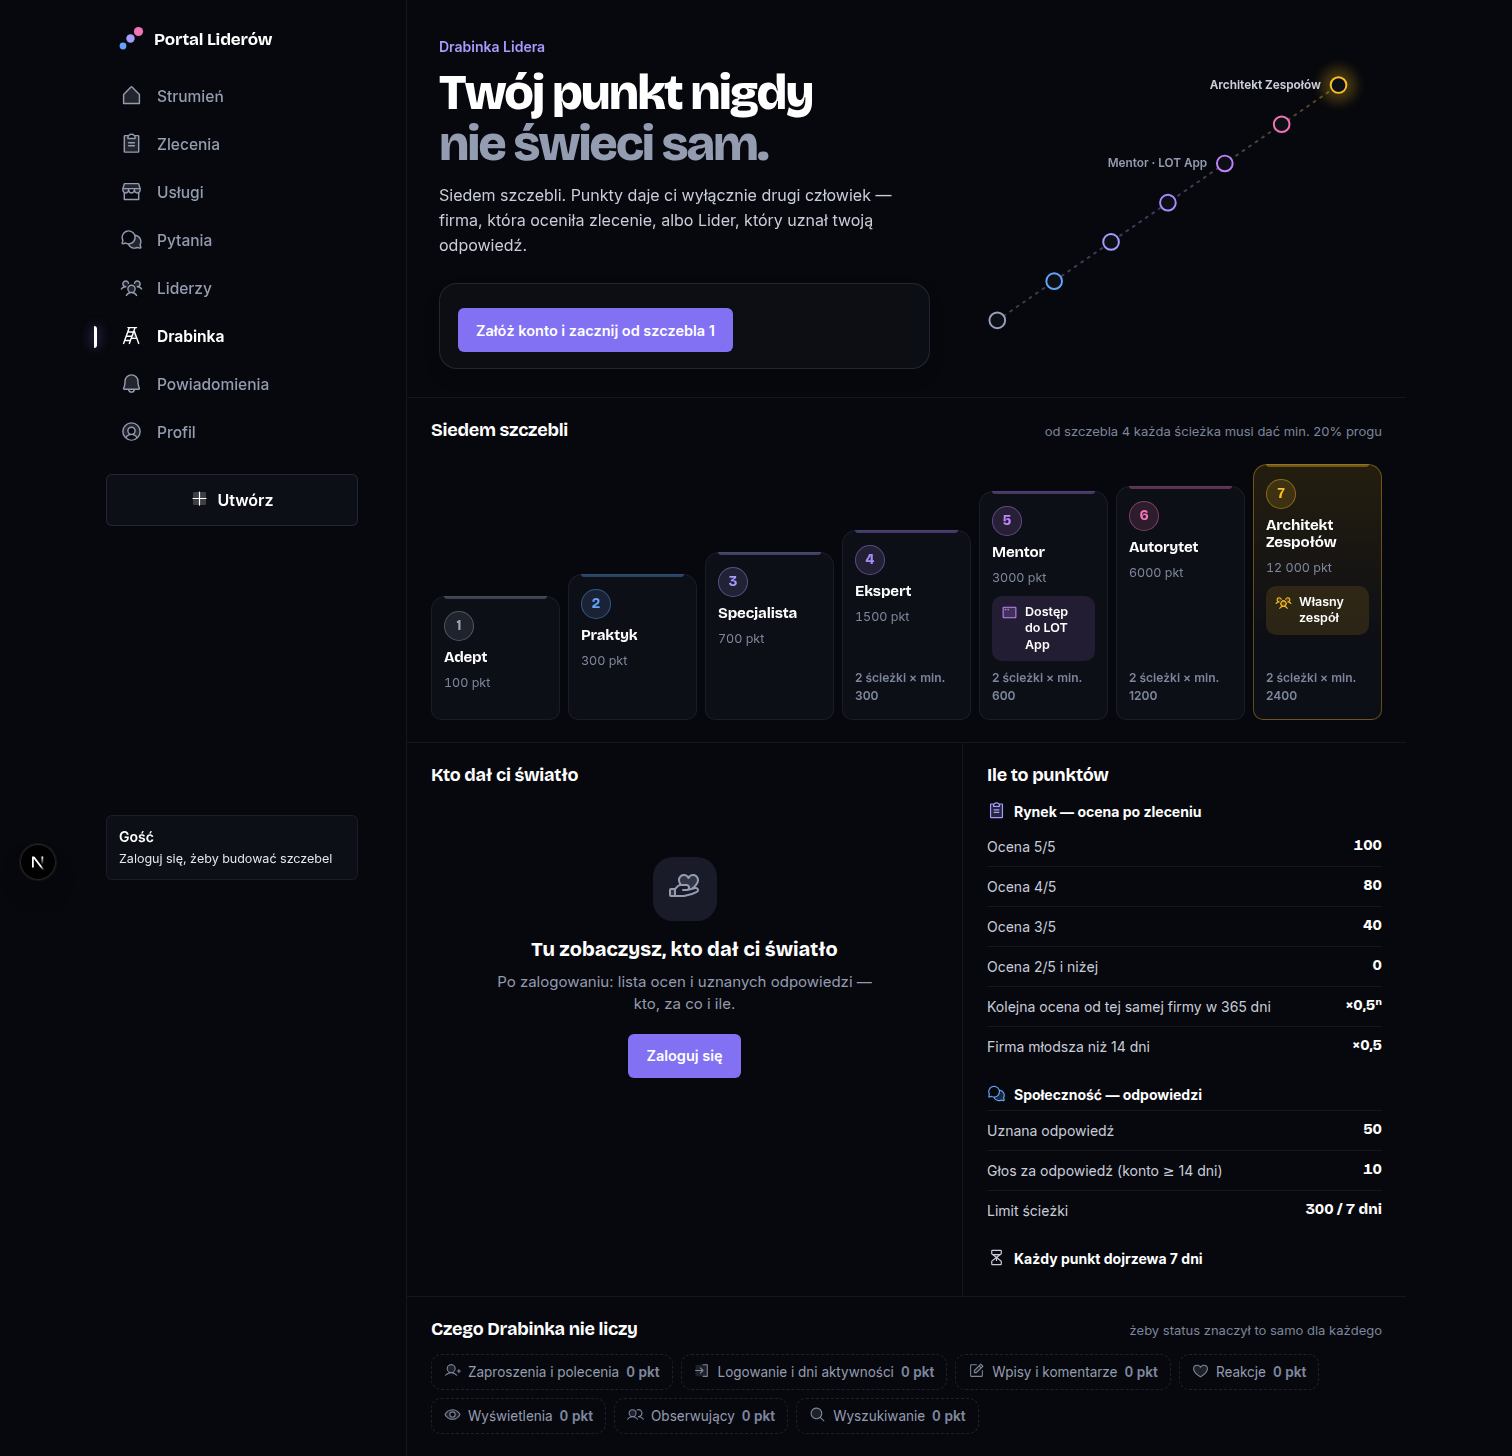 Portal Liderów
Strumień
Zlecenia
Usługi
Pytania
Liderzy
Drabinka
Powiadomienia
Profil
Utwórz
Gość
Zaloguj się, żeby budować szczebel
N
Drabinka Lidera
Twój punkt nigdy
nie świeci sam.
Siedem szczebli. Punkty daje ci wyłącznie drugi człowiek —
firma, która oceniła zlecenie, albo Lider, który uznał twoją
odpowiedź.
Załóż konto i zacznij od szczebla 1
Architekt Zespołów
Mentor · LOT App
Siedem szczebli
od szczebla 4 każda ścieżka musi dać min. 20% progu
1
Adept
100 pkt
2
Praktyk
300 pkt
3
Specjalista
700 pkt
4
Ekspert
1500 pkt
2 ścieżki × min.
300
5
Mentor
3000 pkt
Dostęp
do LOT
App
2 ścieżki × min.
600
6
Autorytet
6000 pkt
2 ścieżki × min.
1200
7
Architekt
Zespołów
12 000 pkt
Własny
zespół
2 ścieżki × min.
2400
Kto dał ci światło
Tu zobaczysz, kto dał ci światło
Po zalogowaniu: lista ocen i uznanych odpowiedzi —
kto, za co i ile.
Zaloguj się
Ile to punktów
Rynek — ocena po zleceniu
Ocena 5/5 100
Ocena 4/5 80
Ocena 3/5 40
Ocena 2/5 i niżej 0
Kolejna ocena od tej samej firmy w 365 dni ×0,5ⁿ
Firma młodsza niż 14 dni ×0,5
Społeczność — odpowiedzi
Uznana odpowiedź 50
Głos za odpowiedź (konto ≥ 14 dni) 10
Limit ścieżki 300 / 7 dni
Każdy punkt dojrzewa 7 dni
Czego Drabinka nie liczy
żeby status znaczył to samo dla każdego
Zaproszenia i polecenia 0 pkt
Logowanie i dni aktywności 0 pkt
Wpisy i komentarze 0 pkt
Reakcje 0 pkt
Wyświetlenia 0 pkt
Obserwujący 0 pkt
Wyszukiwanie 0 pkt